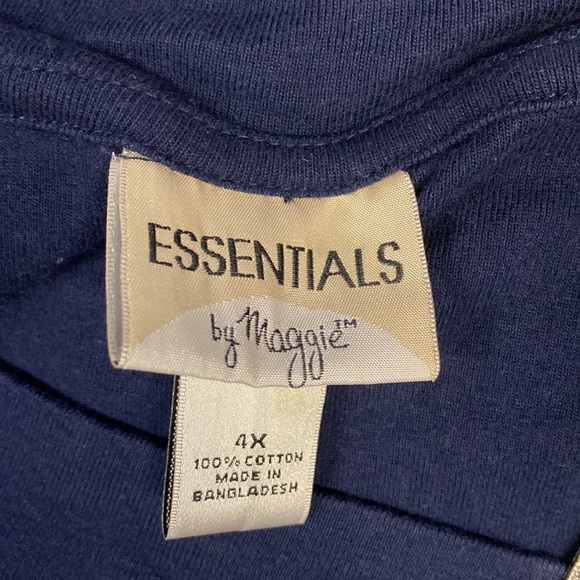 ESSENTIALS
by Maggie™
4X
100% COTTON
MADE IN
BANGLADESH